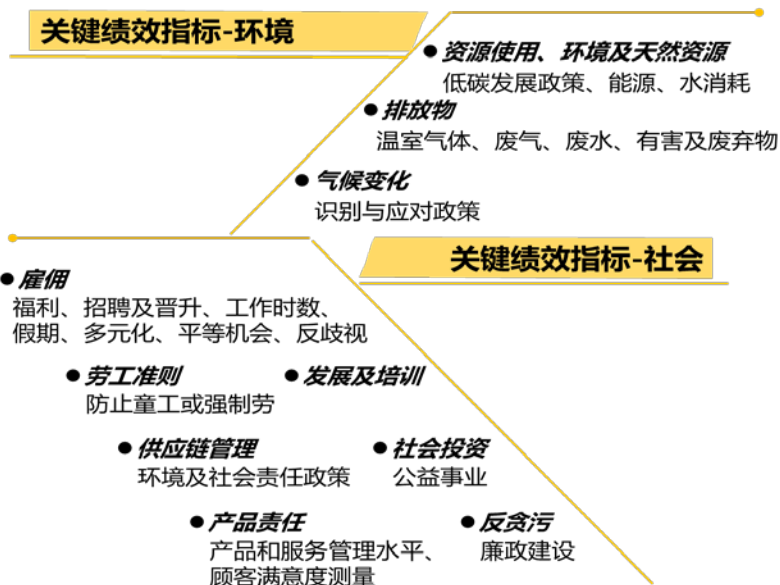 关键绩效指标-环境
● 资源使用、环境及天然资源
低碳发展政策、能源、水消耗
● 排放物
温室气体、废气、废水、有害及废弃物
● 气候变化
识别与应对政策
关键绩效指标-社会
● 雇佣
福利、招聘及晋升、工作时数、
假期、多元化、平等机会、反歧视
● 劳工准则
防止童工或强制劳
● 发展及培训
● 供应链管理
环境及社会责任政策
● 社会投资
公益事业
● 产品责任
产品和服务管理水平、
顾客满意度测量
● 反贪污
廉政建设